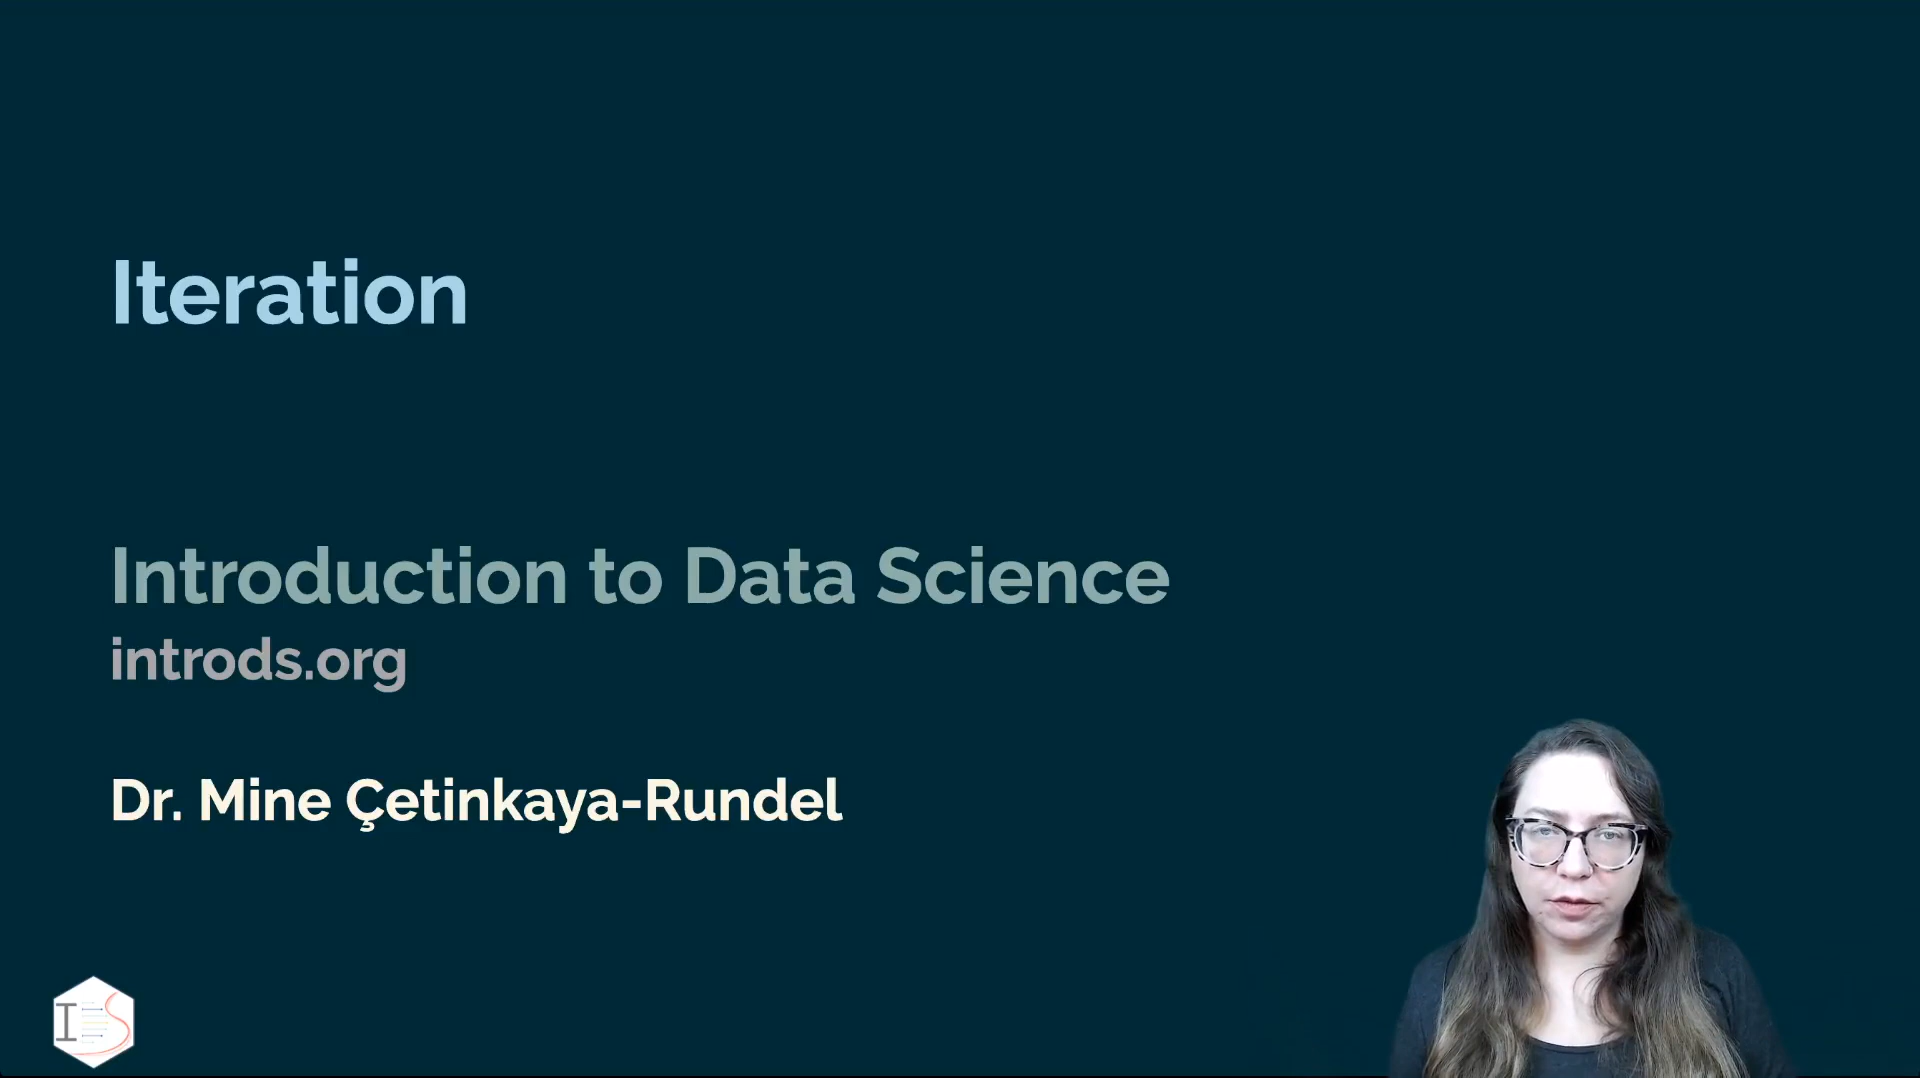 Iteration
Introduction to Data Science
introds.org
Dr. Mine Çetinkaya-Rundel